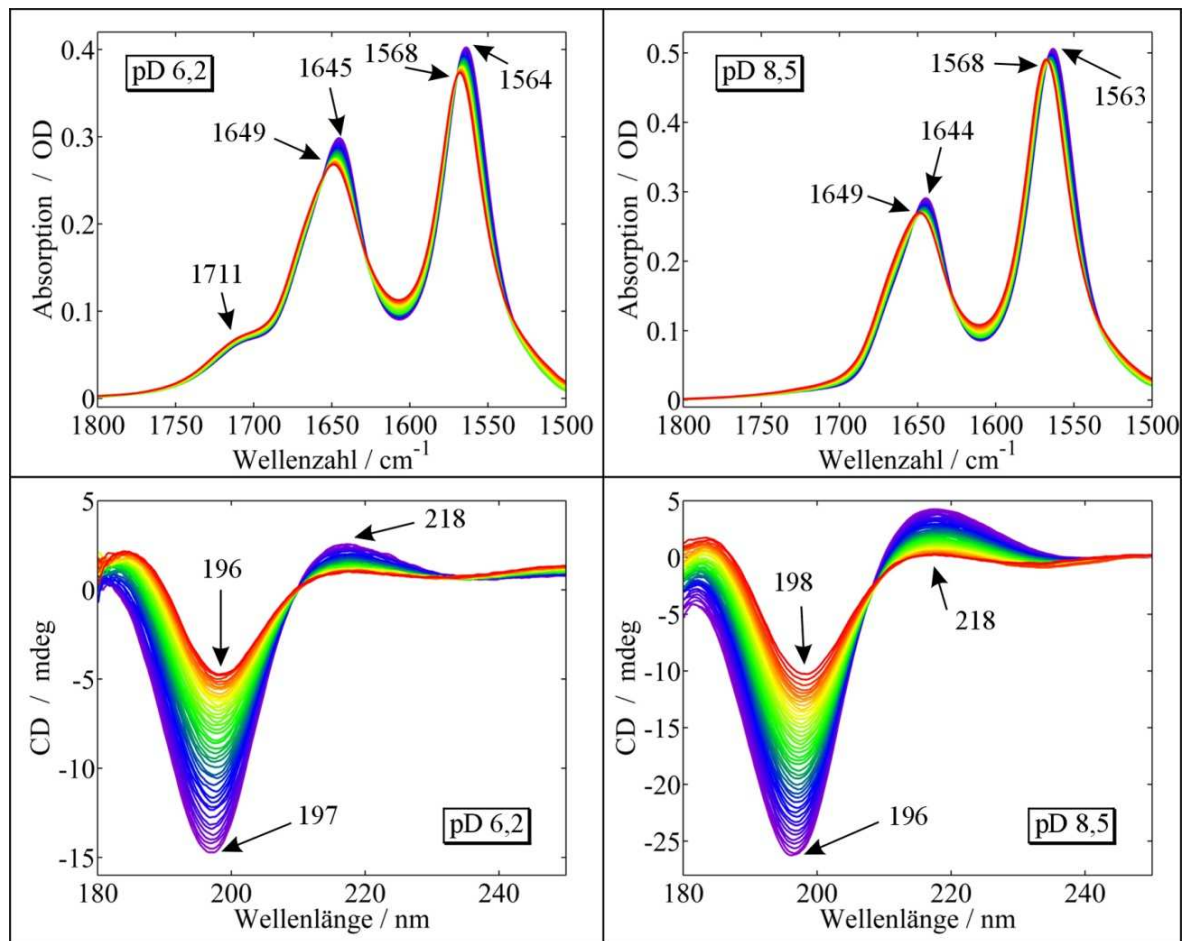 pD 6,2
1568
1564
1645
1649
1711
0.4
0.3
0.2
0.1
0
Absorption / OD
1800 1750 1700 1650 1600 1550 1500
Wellenzahl / cm-1
pD 8,5
1568
1563
1644
1649
0.5
0.4
0.3
0.2
0.1
0
Absorption / OD
1800 1750 1700 1650 1600 1550 1500
Wellenzahl / cm-1
5
0
-5
-10
-15
CD / mdeg
218
196
197
pD 6,2
180 200 220 240
Wellenlänge / nm
5
0
-5
-10
-15
-20
-25
CD / mdeg
198
218
196
pD 8,5
180 200 220 240
Wellenlänge / nm